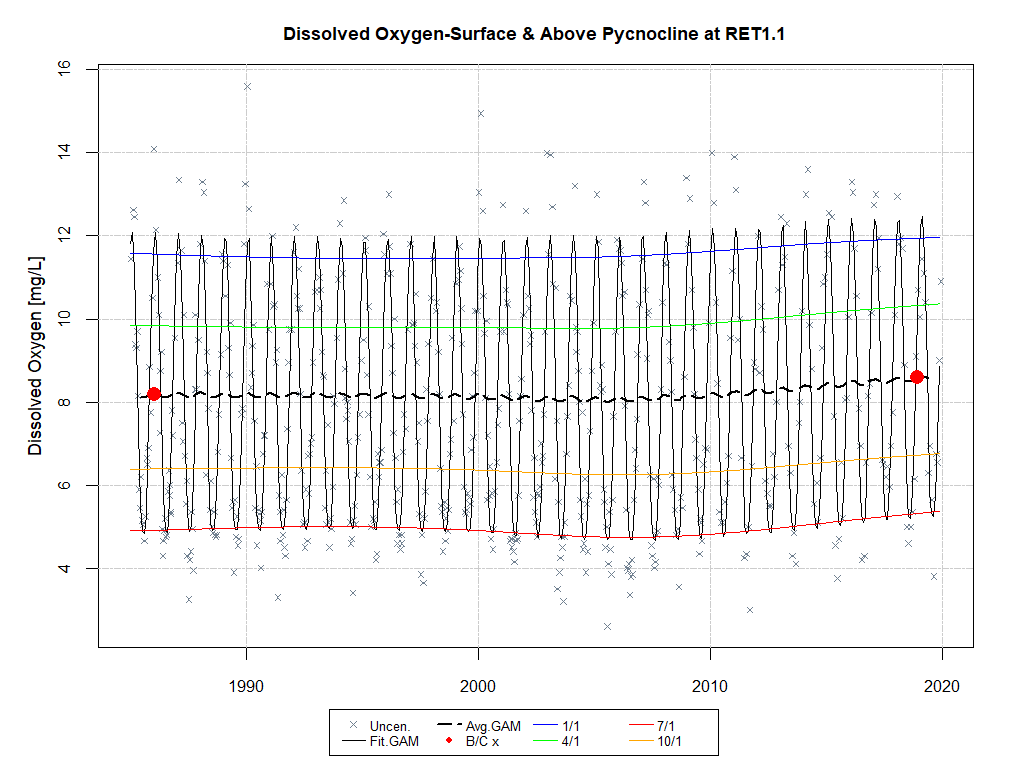 Dissolved Oxygen-Surface & Above Pycnocline at RET1.1
Dissolved Oxygen [mg/L]
16
14
12
10
8
6
4
1990 2000 2010 2020
Uncen. Avg.GAM 1/1 7/1
Fit.GAM B/C x 4/1 10/1